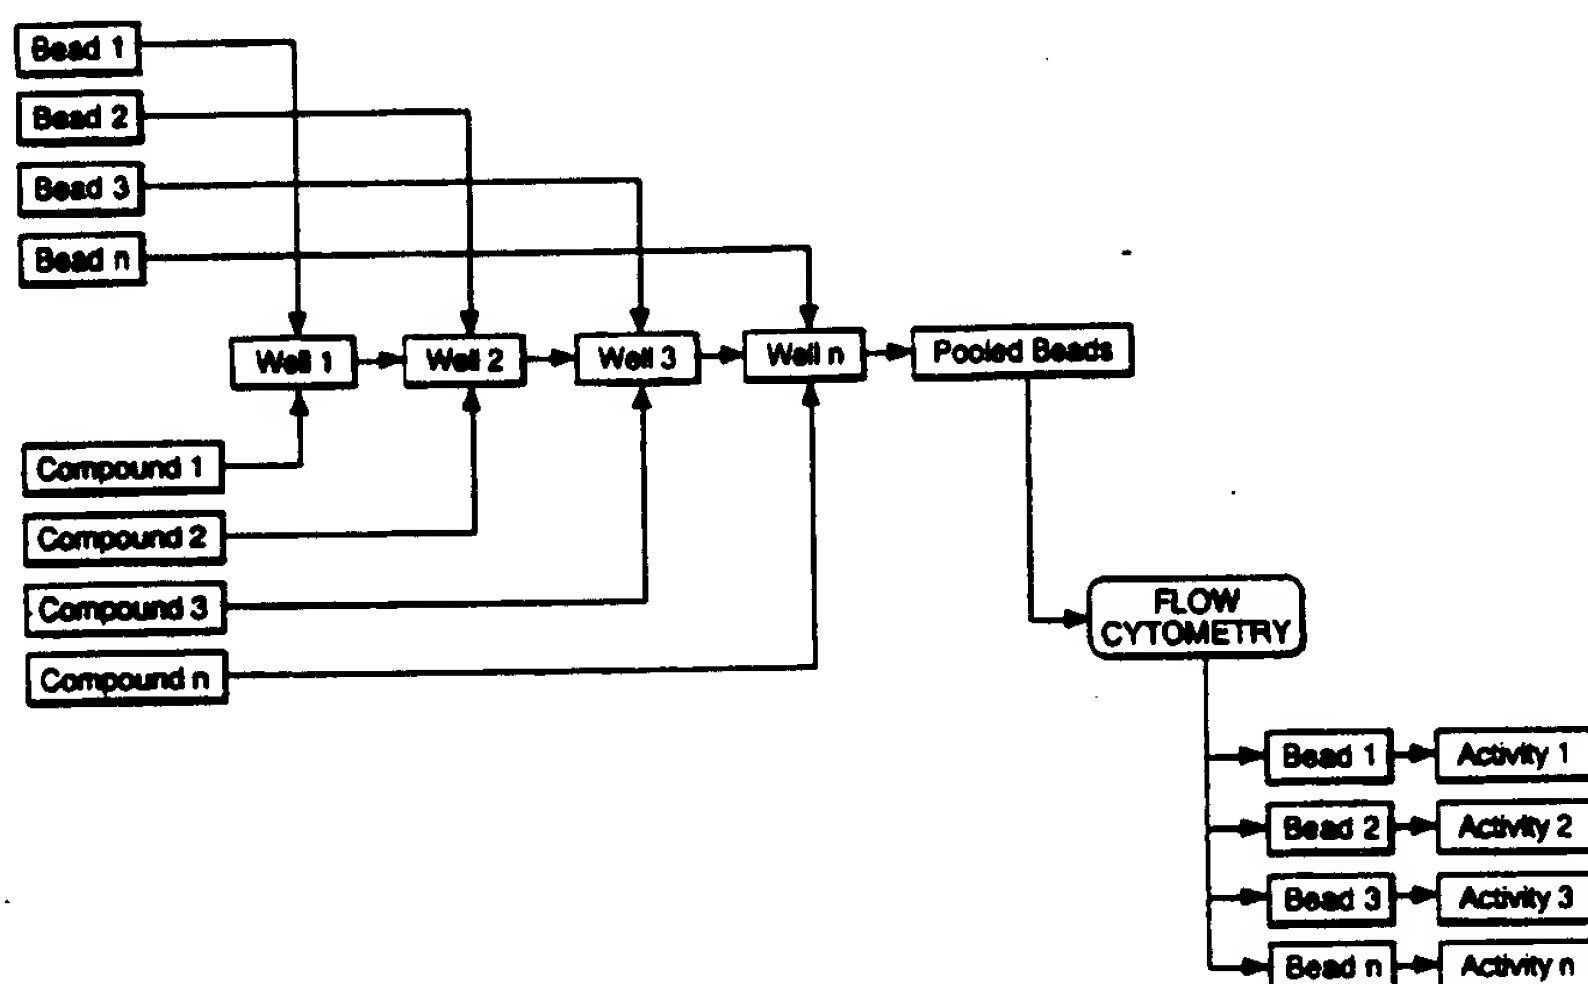 Bead 1
Bead 2
Bead 3
Bead n
Well 1
Well 2
Well 3
Well n
Pooled Beads
Compound 1
Compound 2
Compound 3
Compound n
FLOW
CYTOMETRY
Bead 1
Activity 1
Bead 2
Activity 2
Bead 3
Activity 3
Bead n
Activity n